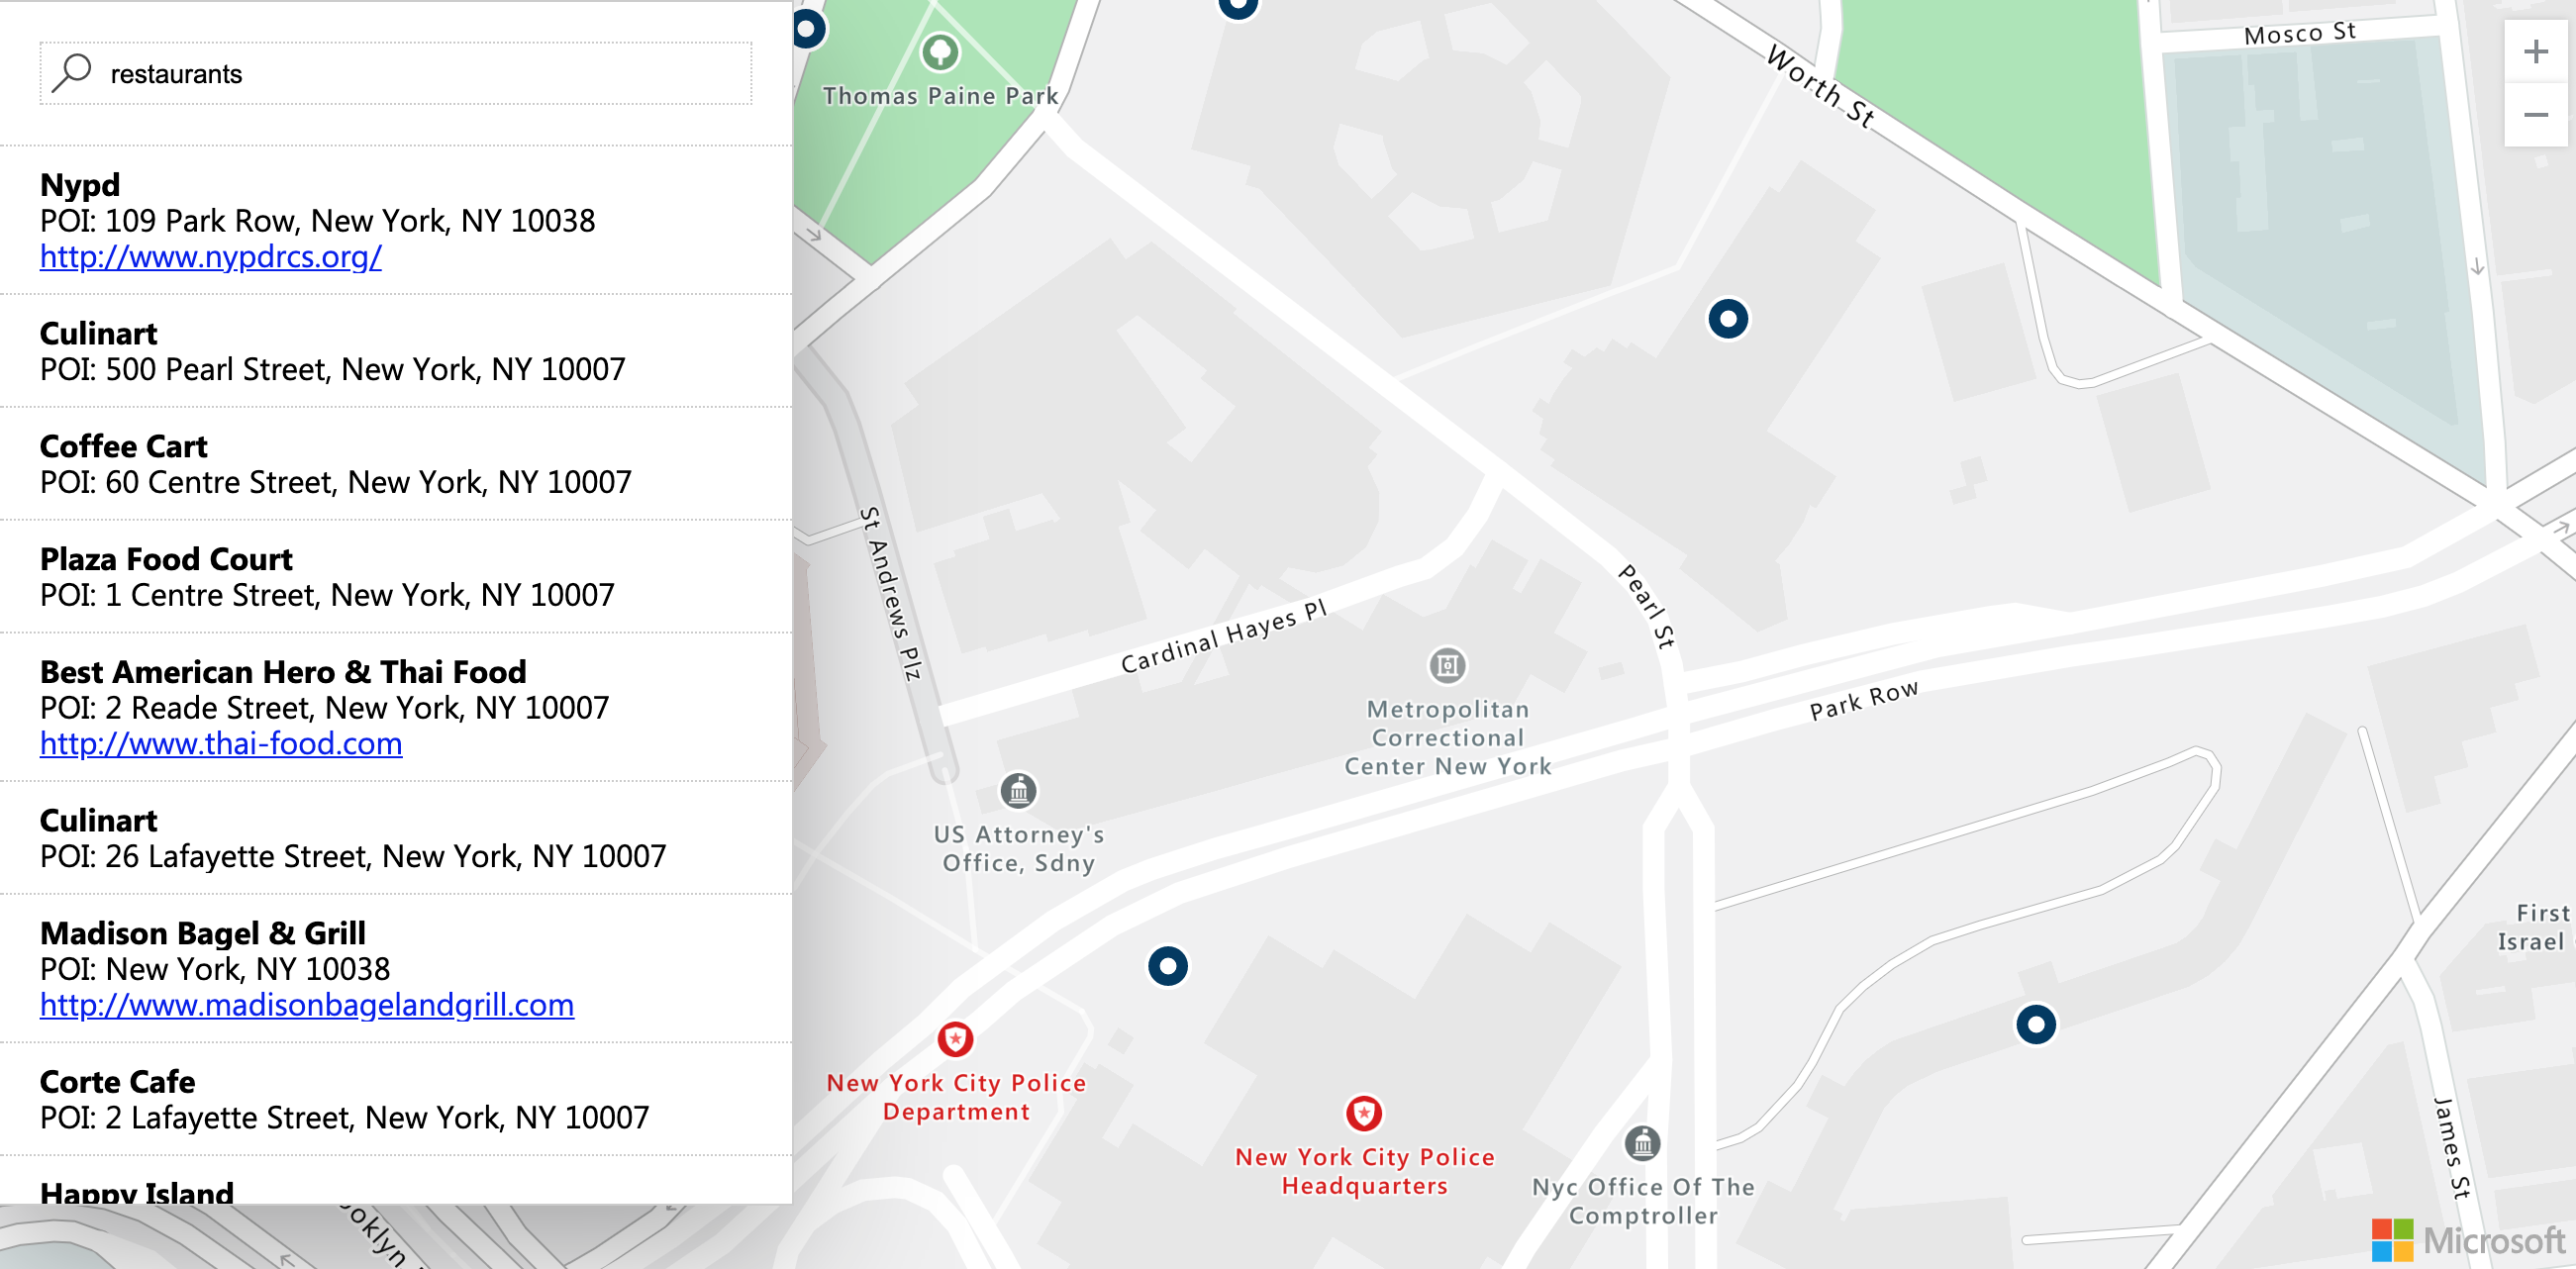 restaurants
Nypd
POI: 109 Park Row, New York, NY 10038
http://www.nypdrcs.org/
Culinart
POI: 500 Pearl Street, New York, NY 10007
Coffee Cart
POI: 60 Centre Street, New York, NY 10007
Plaza Food Court
POI: 1 Centre Street, New York, NY 10007
Best American Hero & Thai Food
POI: 2 Reade Street, New York, NY 10007
http://www.thai-food.com
Culinart
POI: 26 Lafayette Street, New York, NY 10007
Madison Bagel & Grill
POI: New York, NY 10038
http://www.madisonbagelandgrill.com
Corte Cafe
POI: 2 Lafayette Street, New York, NY 10007
Happy Island
Thomas Paine Park
Worth St
Mosco St
St Andrews Plz
Cardinal Hayes Pl
Pearl St
Park Row
Metropolitan
Correctional
Center New York
US Attorney's
Office, Sdny
First
Israel
New York City Police
Department
New York City Police
Headquarters
Nyc Office Of The
Comptroller
James St
ooklyn
Microsoft